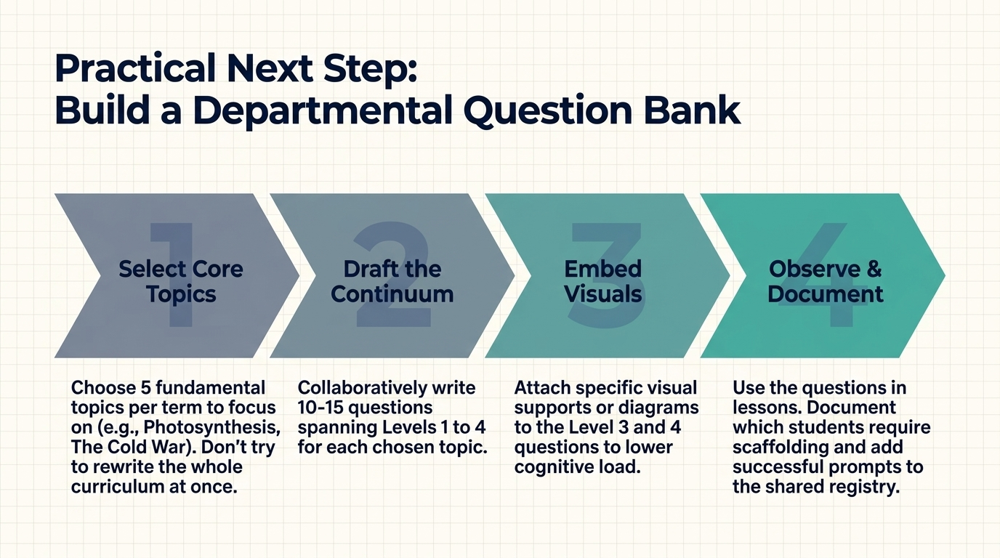 Practical Next Step:
Build a Departmental Question Bank
1
Select Core
Topics
Choose 5 fundamental
topics per term to focus
on (e.g., Photosynthesis,
The Cold War). Don't try
to rewrite the whole
curriculum at once.
2
Draft the
Continuum
Collaboratively write
10-15 questions
spanning Levels 1 to 4
for each chosen topic.
3
Embed
Visuals
Attach specific visual
supports or diagrams
to the Level 3 and 4
questions to lower
cognitive load.
4
Observe &
Document
Use the questions in
lessons. Document
which students require
scaffolding and add
successful prompts to
the shared registry.